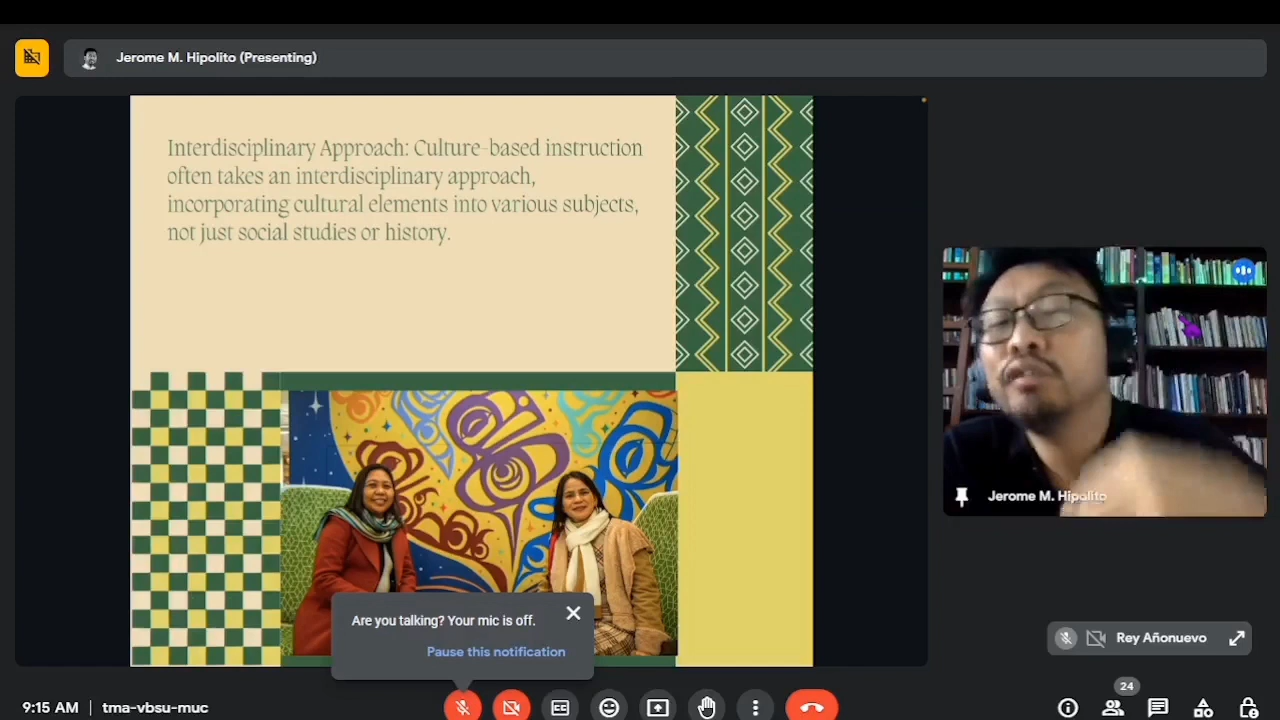 Jerome M. Hipolito (Presenting)
Interdisciplinary Approach: Culture-based instruction
often takes an interdisciplinary approach,
incorporating cultural elements into various subjects,
not just social studies or history.
Jerome M. Hipolito
Are you talking? Your mic is off.
Pause this notification
Rey Añonuevo
24
9:15 AM | tma-vbsu-muc